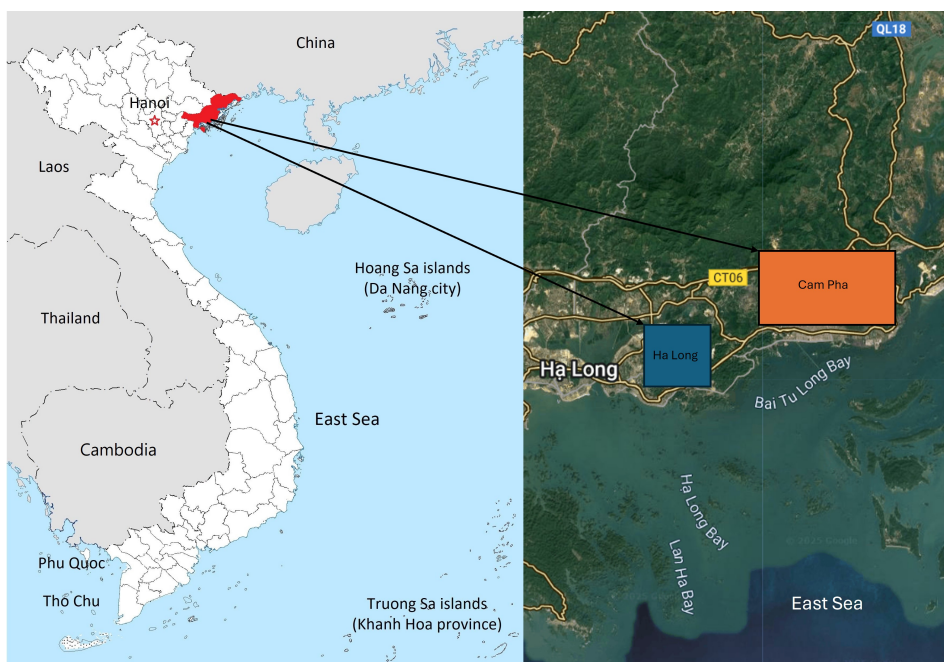 China
Hanoi
Laos
Hoang Sa islands
(Da Nang city)
Thailand
East Sea
Cambodia
Phu Quoc
Tho Chu
Truong Sa islands
(Khanh Hoa province)
QL18
CT06
Cam Pha
Ha Long
Hạ Long
Bai Tu Long Bay
Hạ Long Bay
Lan Ha Bay
East Sea